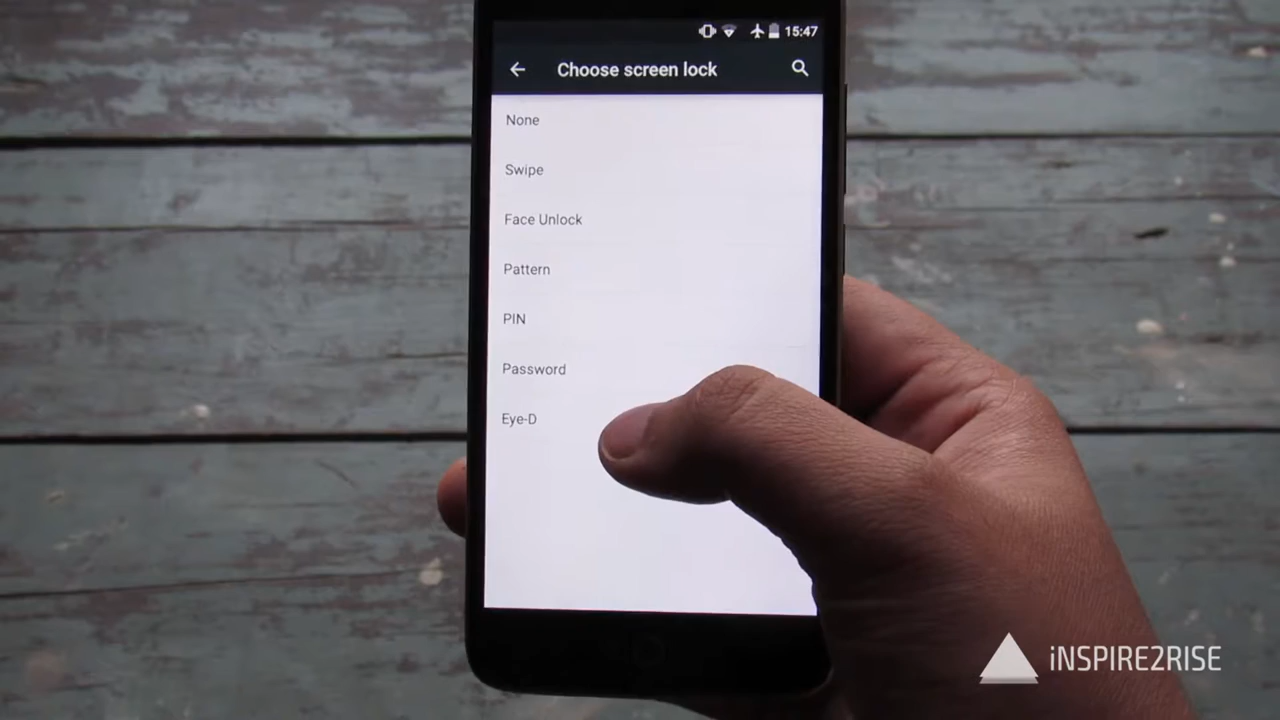 15:47
Choose screen lock
None
Swipe
Face Unlock
Pattern
PIN
Password
Eye-D
iNSPIRE2RISE